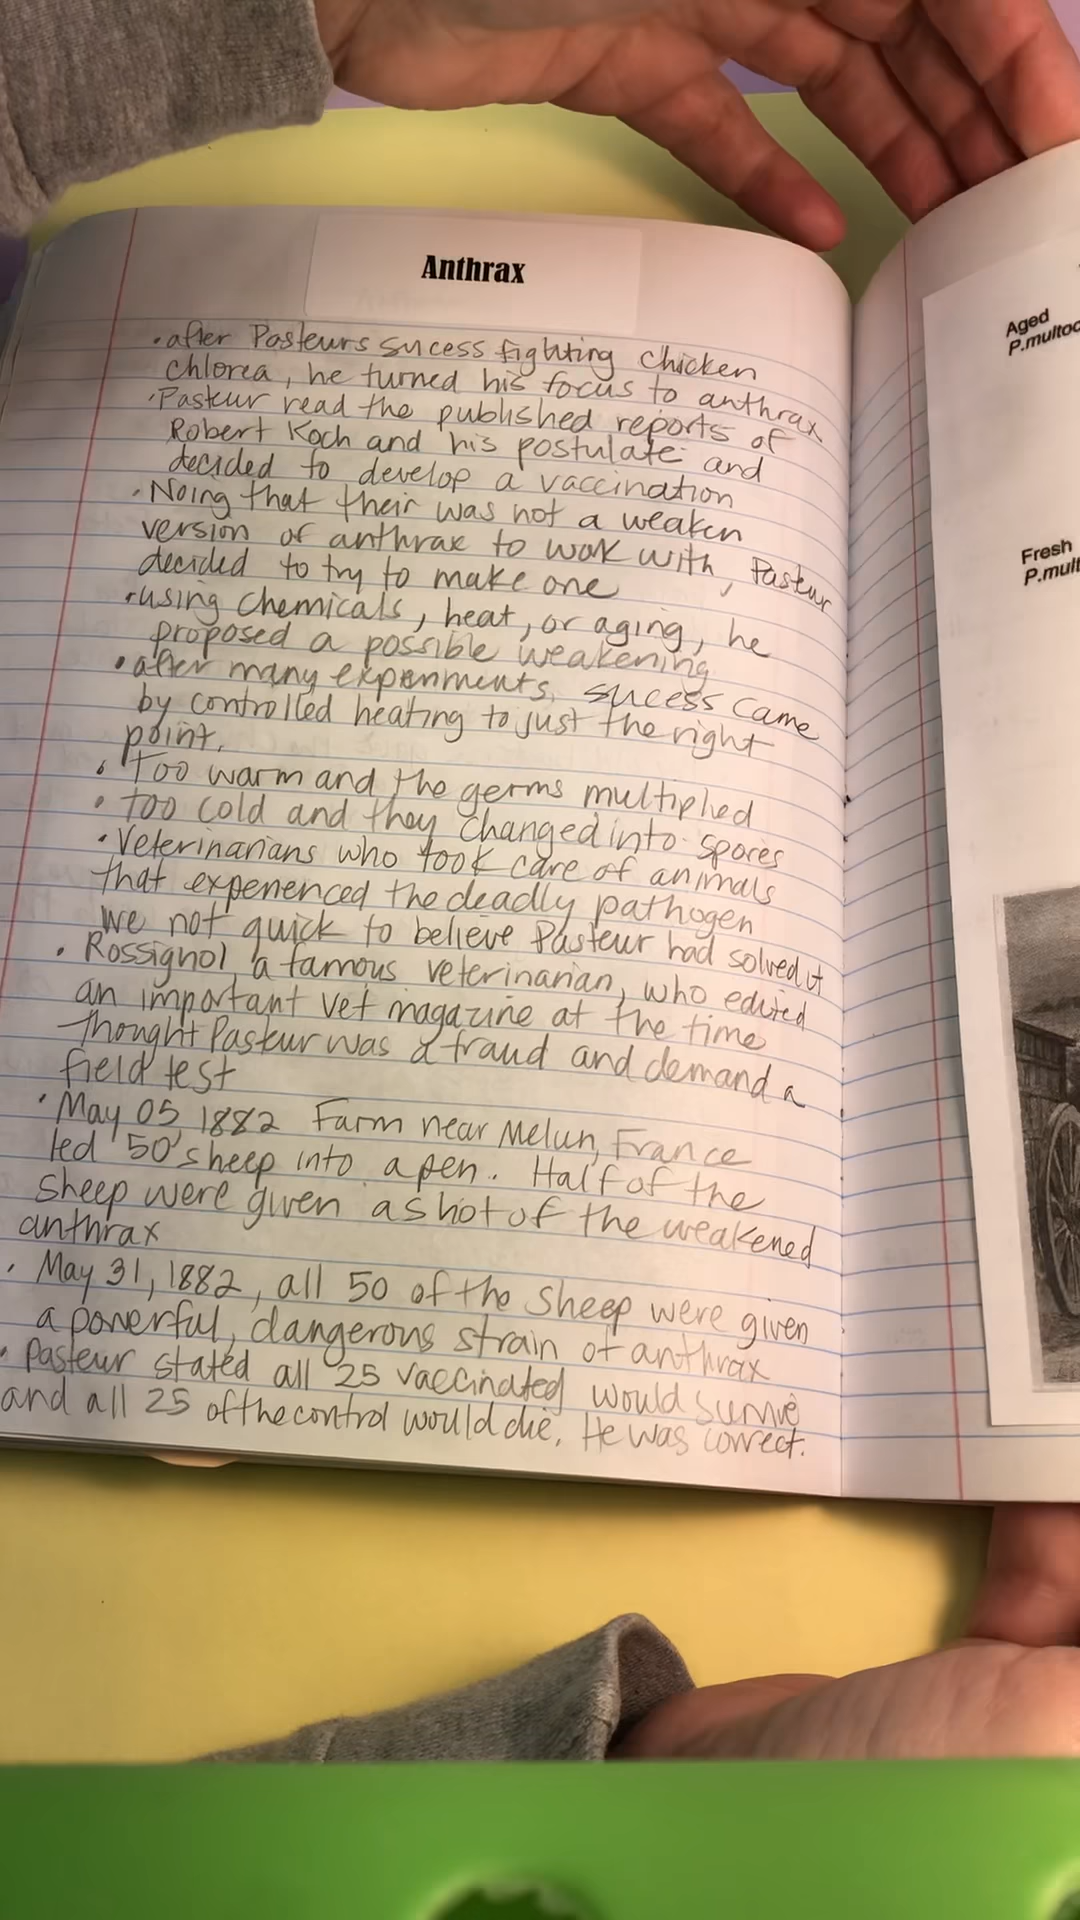 Anthrax
• after Pasteurs sucess fighting chicken
chlorea, he turned his focus to anthrax
• Pasteur read the published reports of
Robert Koch and his postulate and
decided to develop a vaccination
• Noing that their was not a weaken
version of anthrax to wok with, Pasteur
decided to try to make one
• using chemicals, heat, or aging, he
proposed a possible weakening
• after many expenments, sucess came
by controlled heating to just the right
point.
• Too warm and the germs multiplied
• too cold and they changed into spores
• Veterinarians who took care of animals
that experienced the deadly pathogen
we not quick to believe Pasteur had solved it
• Rossignol, a famous veterinarian, who edited
an important vet magazine at the time
thought Pasteur was a fraud and demand a
field test
• May 05 1882 Farm near Melun, France
led 50 sheep into a pen. Half of the
sheep were given a shot of the weakened
anthrax
• May 31, 1882, all 50 of the sheep were given
a powerful, dangerous strain of anthrax
• Pasteur stated all 25 vaccinated would survive
and all 25 of the control would die. He was correct.
Aged
Fresh